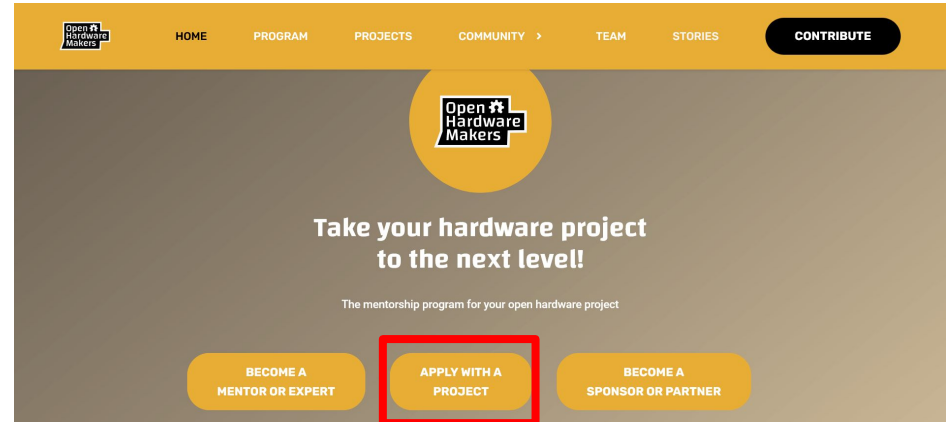 Open
Hardware
Makers
HOME PROGRAM PROJECTS COMMUNITY > TEAM STORIES CONTRIBUTE
Open
Hardware
Makers
Take your hardware project
to the next level!
The mentorship program for your open hardware project
BECOME A
MENTOR OR EXPERT
APPLY WITH A
PROJECT
BECOME A
SPONSOR OR PARTNER